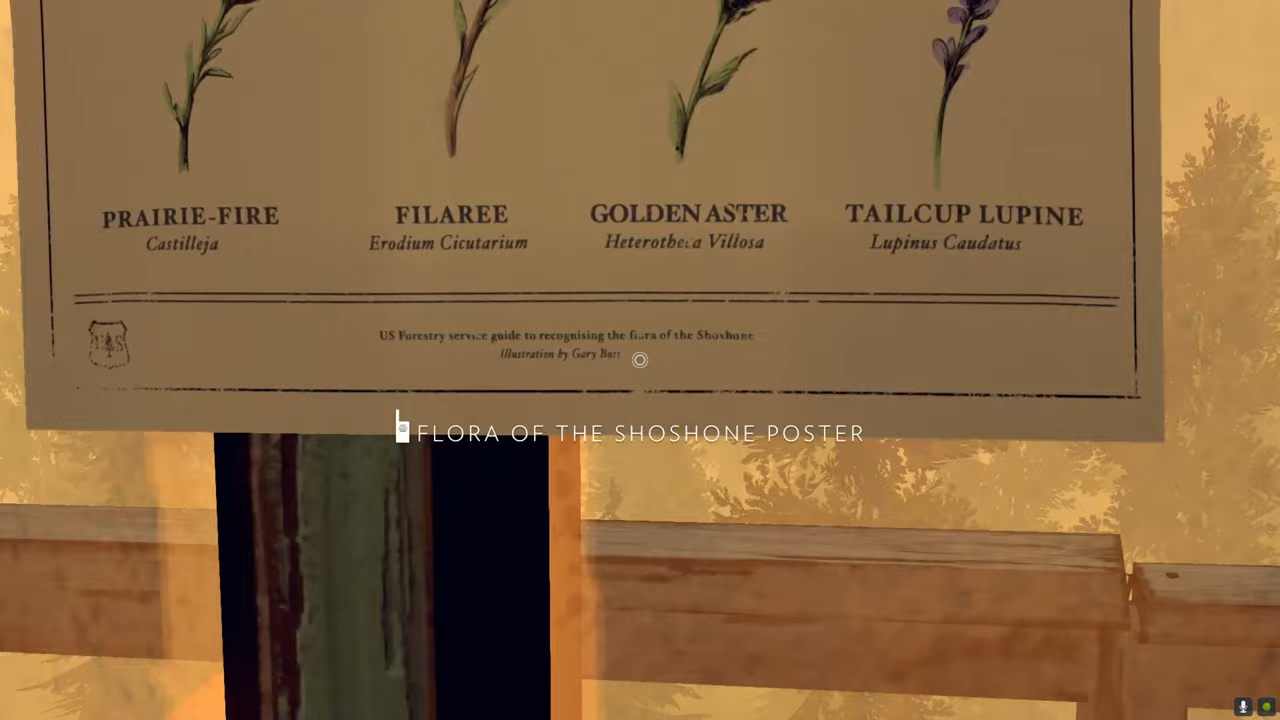 PRAIRIE-FIRE
Castilleja
FILAREE
Erodium Cicutarium
GOLDEN ASTER
Heterotheca Villosa
TAILCUP LUPINE
Lupinus Caudatus
US Forestry service guide to recognising the flora of the Shoshone
Illustration by Gary
FLORA OF THE SHOSHONE POSTER